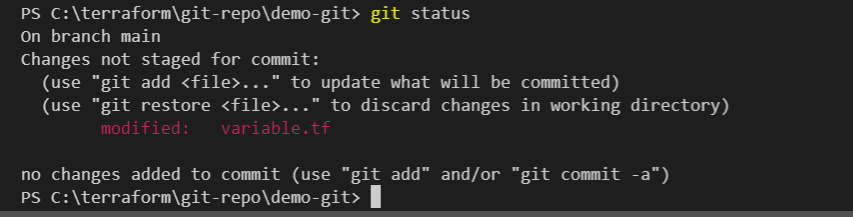 PS C:\terraform\git-repo\demo-git> git status
On branch main
Changes not staged for commit:
  (use "git add <file>..." to update what will be committed)
  (use "git restore <file>..." to discard changes in working directory)
        modified:   variable.tf

no changes added to commit (use "git add" and/or "git commit -a")
PS C:\terraform\git-repo\demo-git>